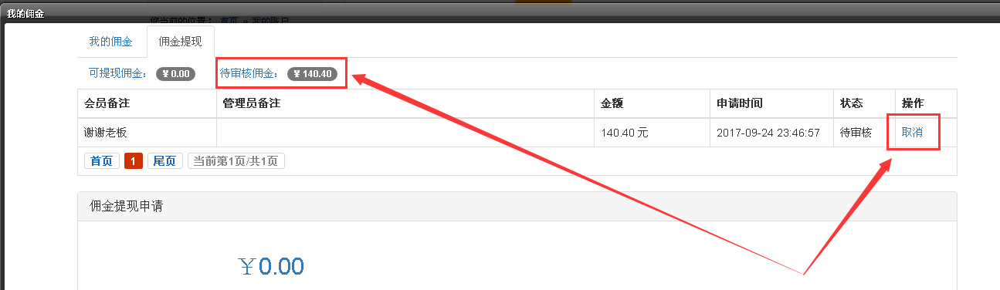 我的佣金
您当前的位置： 首页 » 我的账户
我的佣金 佣金提现
可提现佣金： ¥ 0.00 待审核佣金： ¥ 140.40
会员备注 管理员备注 金额 申请时间 状态 操作
谢谢老板 140.40 元 2017-09-24 23:46:57 待审核 取消
首页 1 尾页 当前第1页/共1页
佣金提现申请
¥0.00